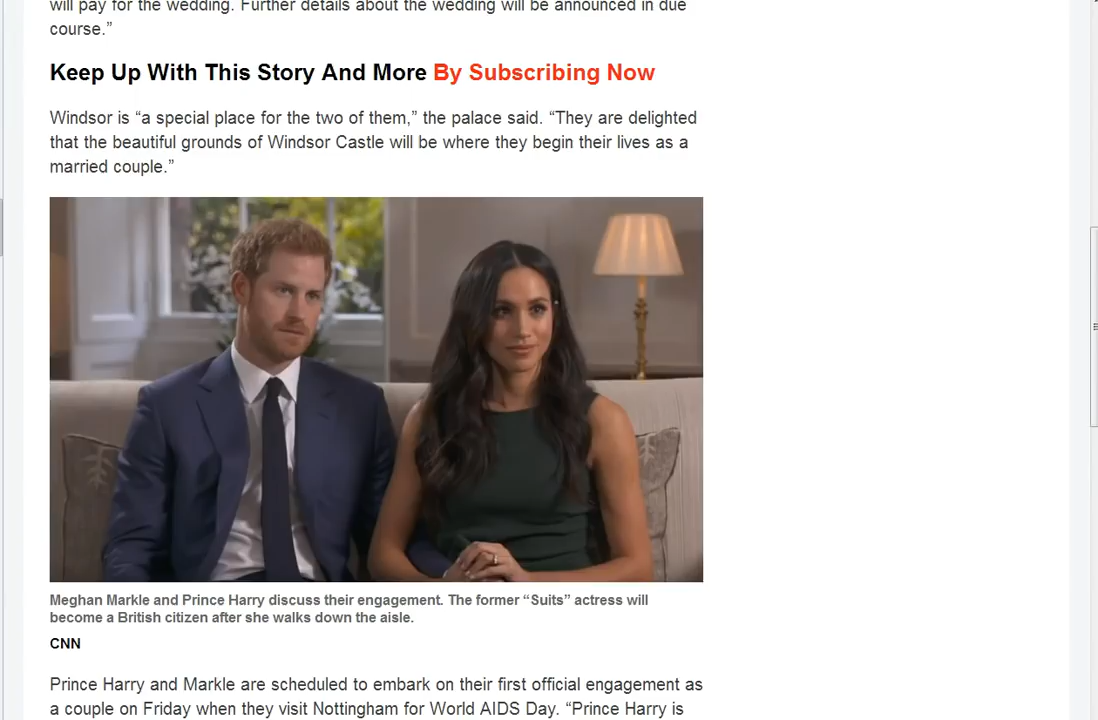 will pay for the wedding. Further details about the wedding will be announced in due
course.”
Keep Up With This Story And More By Subscribing Now
Windsor is “a special place for the two of them,” the palace said. “They are delighted
that the beautiful grounds of Windsor Castle will be where they begin their lives as a
married couple.”
Meghan Markle and Prince Harry discuss their engagement. The former “Suits” actress will
become a British citizen after she walks down the aisle.
CNN
Prince Harry and Markle are scheduled to embark on their first official engagement as
a couple on Friday when they visit Nottingham for World AIDS Day. “Prince Harry is